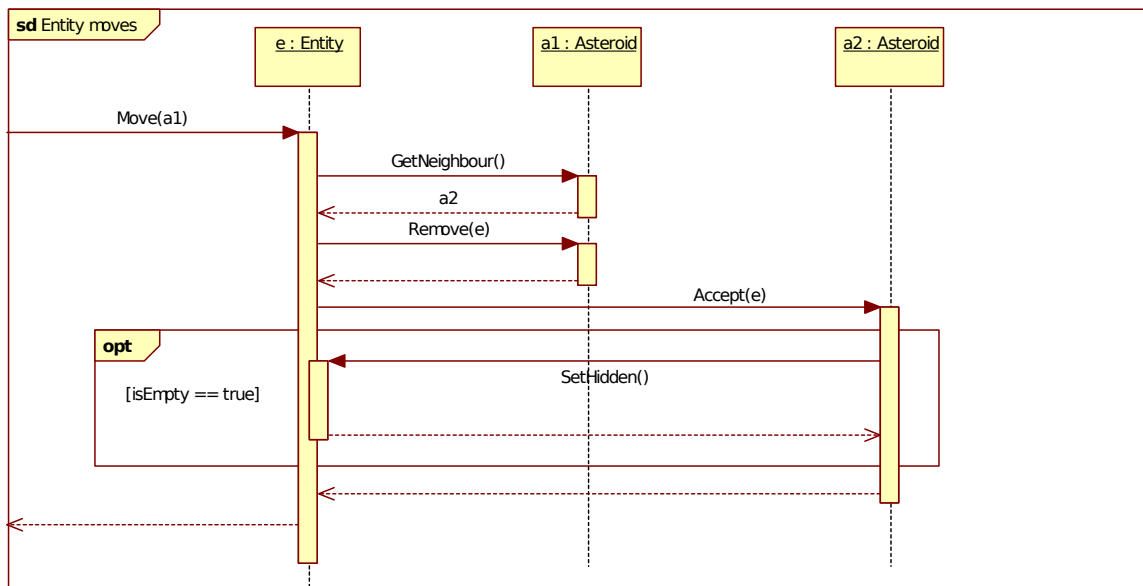 sd Entity moves
e : Entity
a1 : Asteroid
a2 : Asteroid
Move(a1)
GetNeighbour()
a2
Remove(e)
Accept(e)
opt
SetHidden()
[isEmpty == true]